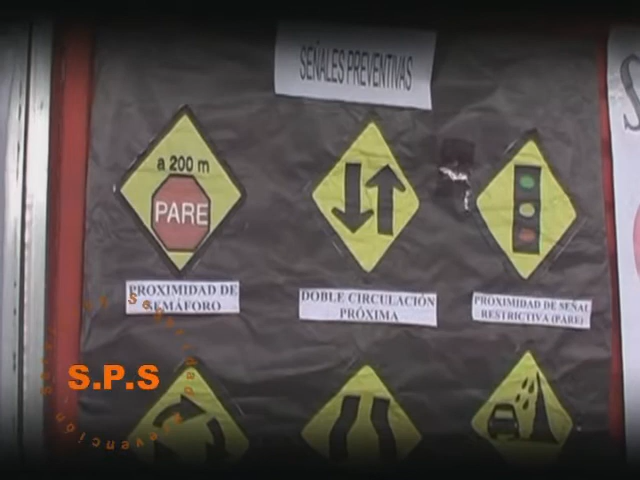 SEÑALES PREVENTIVAS
a 200 m
PARE
PROXIMIDAD DE
SEMÁFORO
DOBLE CIRCULACIÓN
PRÓXIMA
PROXIMIDAD DE SEÑAL
RESTRICTIVA (PARE)
S.P.S